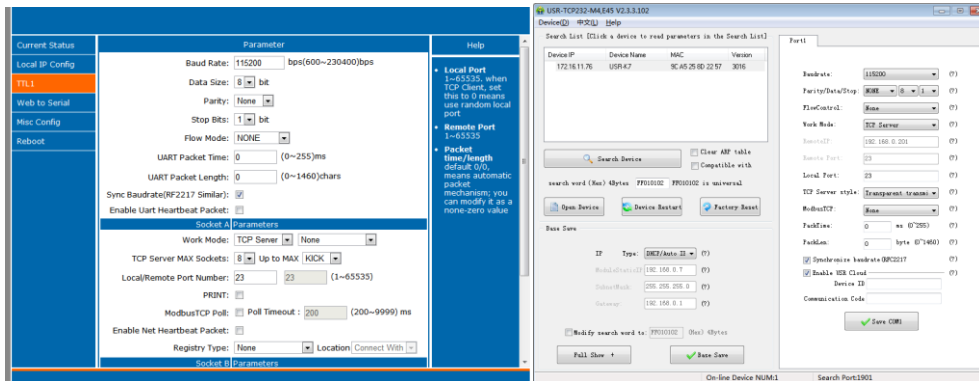 Current Status
Local IP Config
TTL1
Web to Serial
Misc Config
Reboot
Parameter
Baud Rate: 115200 bps(600~230400)bps
Data Size: 8 bit
Parity: None
Stop Bits: 1 bit
Flow Mode: NONE
UART Packet Time: 0 (0~255)ms
UART Packet Length: 0 (0~1460)chars
Sync Baudrate(RF2217 Similar):
Enable Uart Heartbeat Packet:
Socket A Parameters
Work Mode: TCP Server None
TCP Server MAX Sockets: 8 Up to MAX KICK
Local/Remote Port Number: 23 23 (1~65535)
PRINT:
ModbusTCP Poll: Poll Timeout : 200 (200~9999) ms
Enable Net Heartbeat Packet:
Registry Type: None Location Connect With
Socket B Parameters
Help
Local Port
1~65535. when
TCP Client, set
this to 0 means
use random local
port
Remote Port
1~65535
Packet
time/length
default 0/0,
means automatic
packet
mechanism; you
can modify it as a
none-zero value
USR-TCP232-M4,E45 V2.3.3.102
Device(D) 中文(L) Help
Search List [Click a device to read parameters in the Search List]
Device IP Device Name MAC Version
172.16.11.76 USR-K7 9C A5 25 8D 22 57 3016
Search Device
Clear ARP table
Compatible with
search word (Hex) 4Bytes FF010102 FF010102 is universal
Open Device Device Restart Factory Reset
Base Save
IP Type: DHCP/Auto II (?)
ModuleStaticIP 192.168.0.7 (?)
SubnetMask: 255.255.255.0 (?)
Gateway: 192.168.0.1 (?)
Modify search word to: FF010102 (Hex) 4Bytes
Full Show + Base Save
Port1
Baudrate: 115200 (?)
Parity/Data/Stop: NONE 8 1 (?)
FlowControl: None (?)
Work Mode: TCP Server (?)
RemoteIP: 192.168.0.201 (?)
Remote Port: 23 (?)
Local Port: 23 (?)
TCP Server style: Transparent transmi (?)
ModbusTCP: None (?)
PackTime: 0 ms (0~255) (?)
PackLen: 0 byte (0~1460) (?)
Synchronize baudrate (RFC2217 (?)
Enable USR Cloud (?)
Device ID
Communication Code
Save COM1
On-line Device NUM:1 Search Port:1901